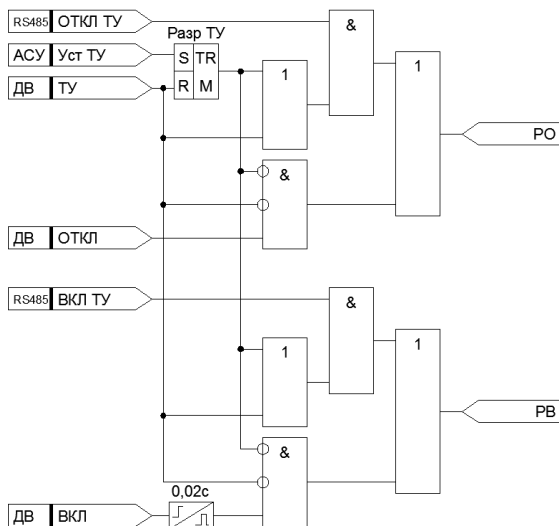 RS485 ОТКЛ ТУ
&
Разр ТУ
АСУ Уст ТУ
S TR
1
1
ДВ ТУ
R M
РО
&
ДВ ОТКЛ
RS485 ВКЛ ТУ
&
1
1
РВ
&
0,02с
ДВ ВКЛ